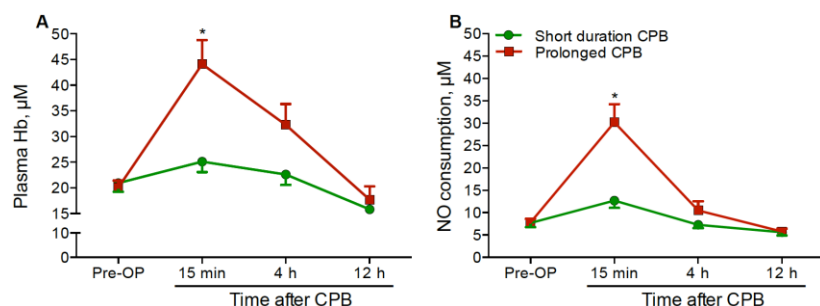 A
*
Plasma Hb, µM
50
45
40
35
30
25
20
15
10
0
Pre-OP 15 min 4 h 12 h
Time after CPB
B
Short duration CPB
Prolonged CPB
*
NO consumption, µM
50
45
40
35
30
25
20
15
10
5
0
Pre-OP 15 min 4 h 12 h
Time after CPB